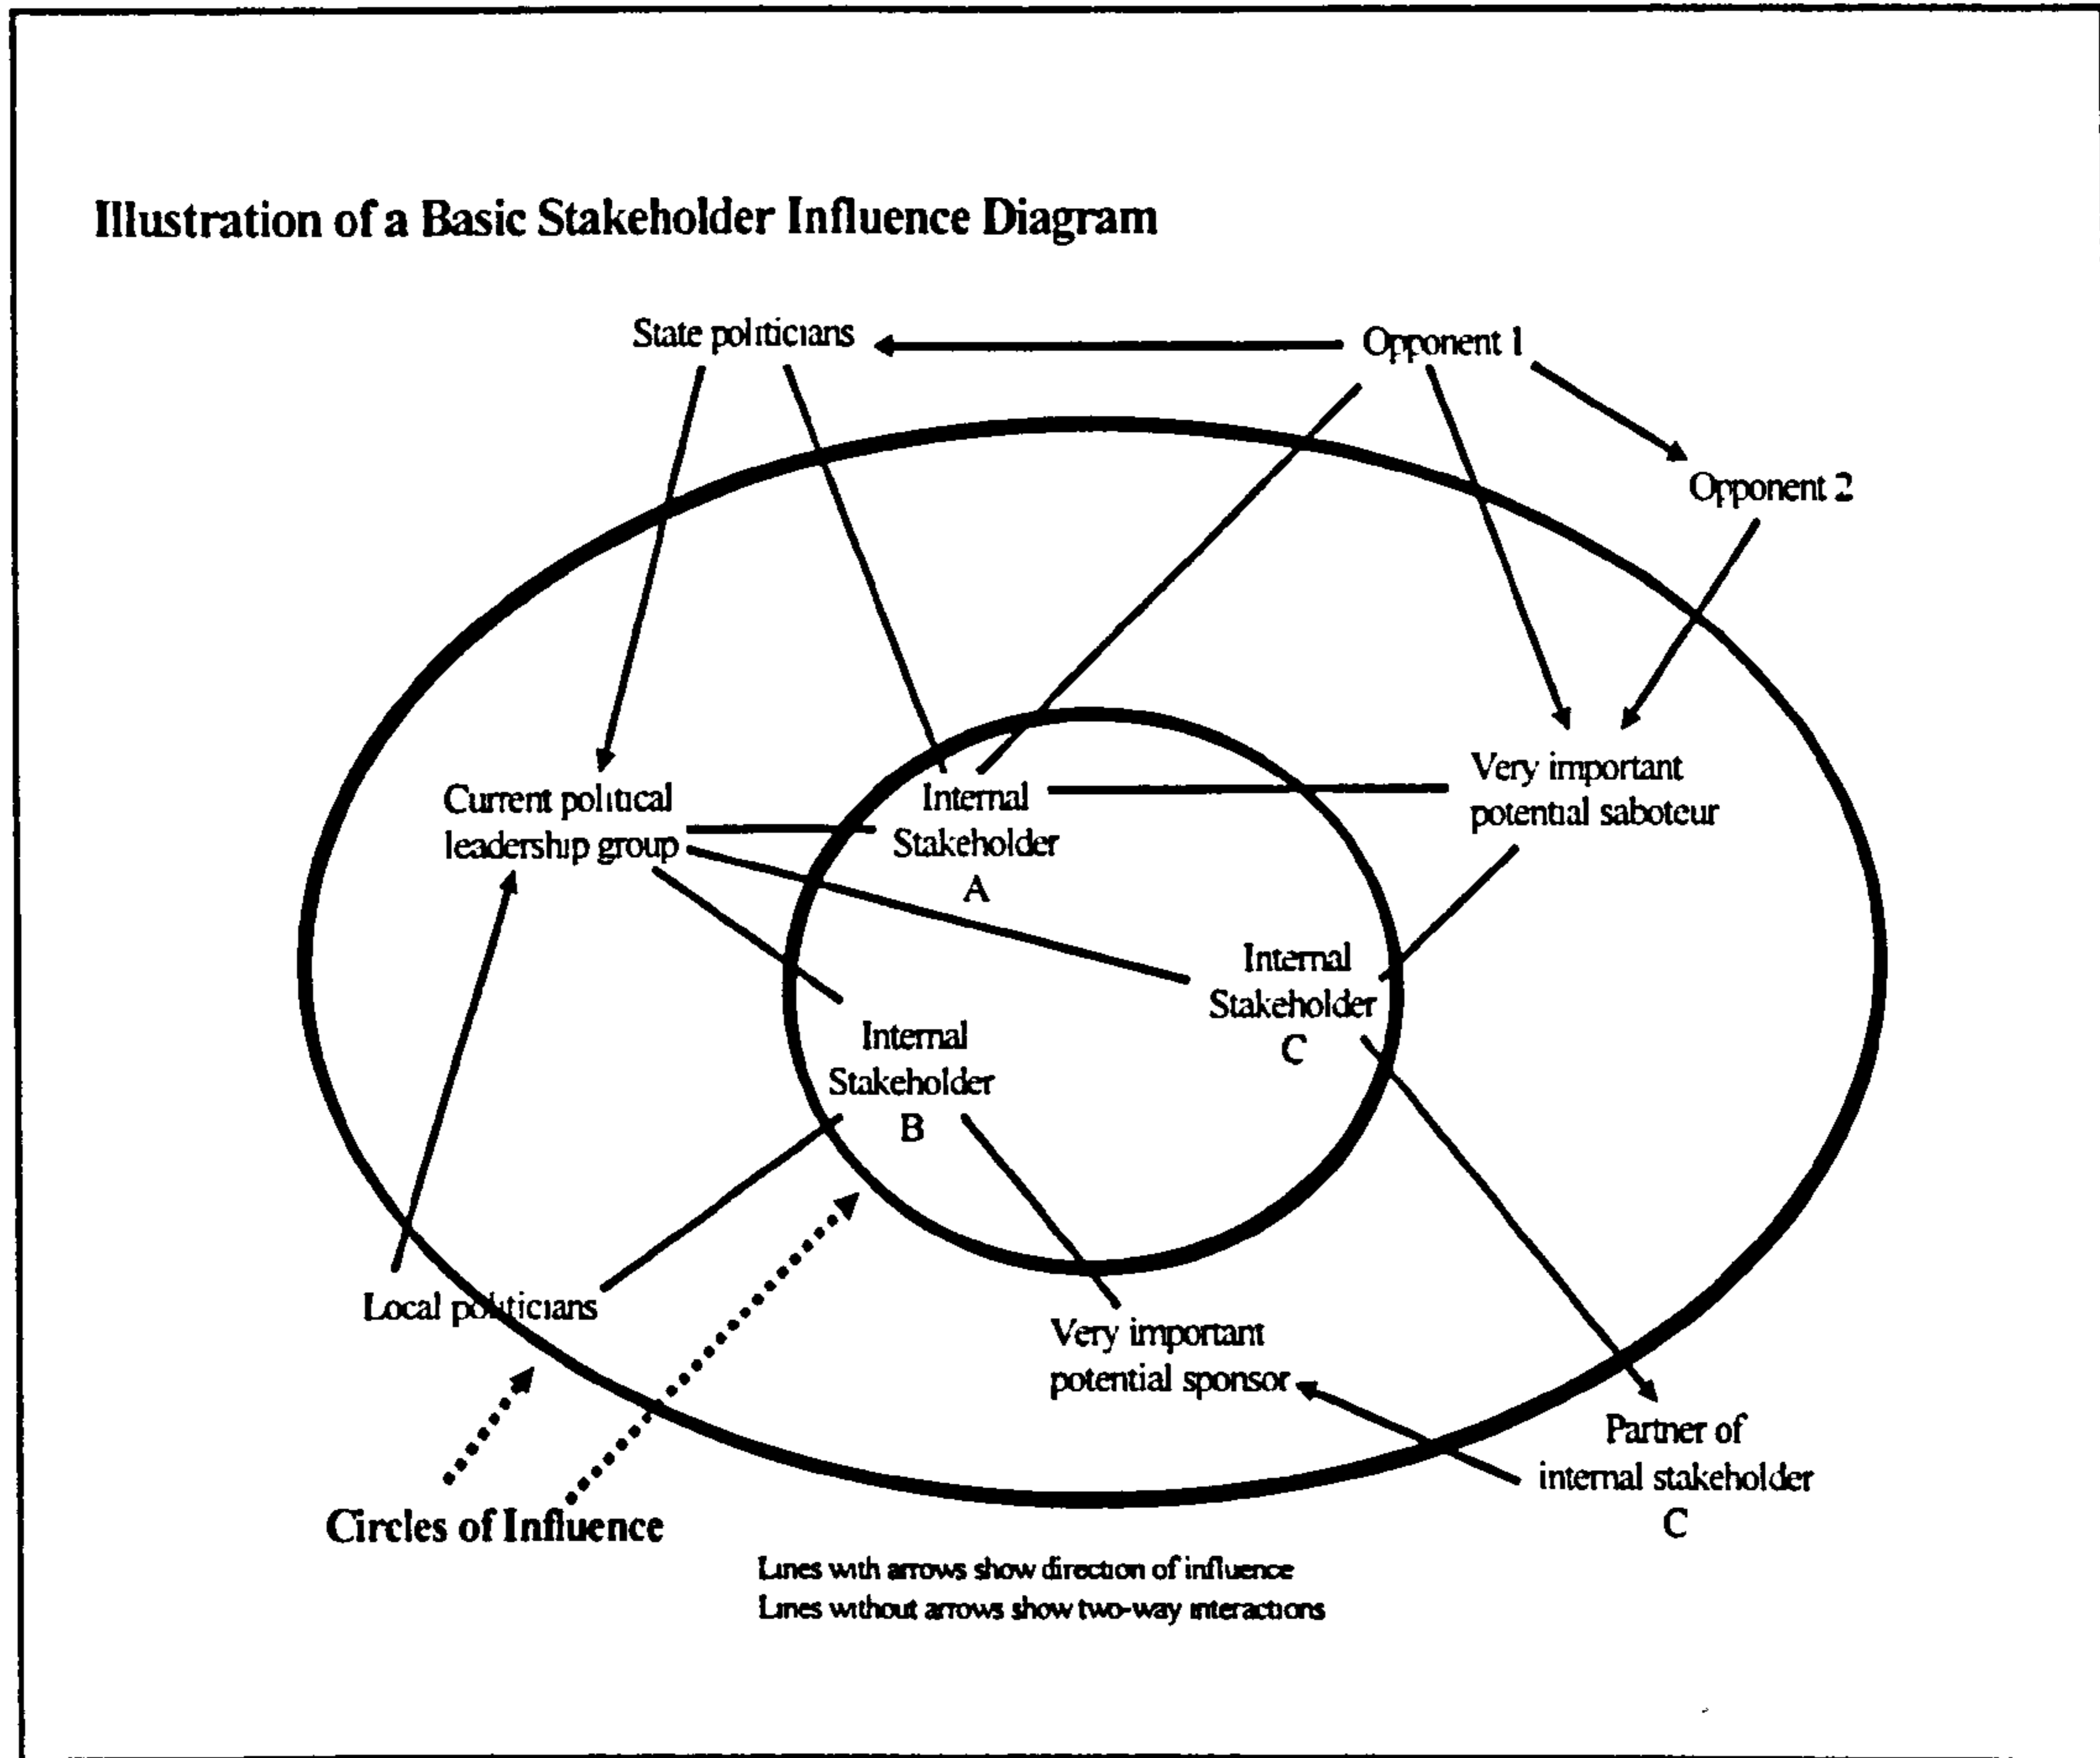 Illustration of a Basic Stakeholder Influence Diagram
State politicians
Opponent 1
Opponent 2
Current political
leadership group
Internal
Stakeholder
A
Very important
potential saboteur
Internal
Stakeholder
C
Internal
Stakeholder
B
Local politicians
Very important
potential sponsor
Partner of
internal stakeholder
C
Circles of Influence
Lines with arrows show direction of influence
Lines without arrows show two-way interactions